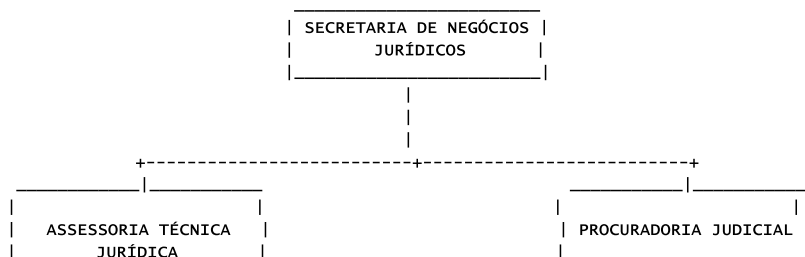 SECRETARIA DE NEGÓCIOS
JURÍDICOS
ASSESSORIA TÉCNICA
JURÍDICA
PROCURADORIA JUDICIAL